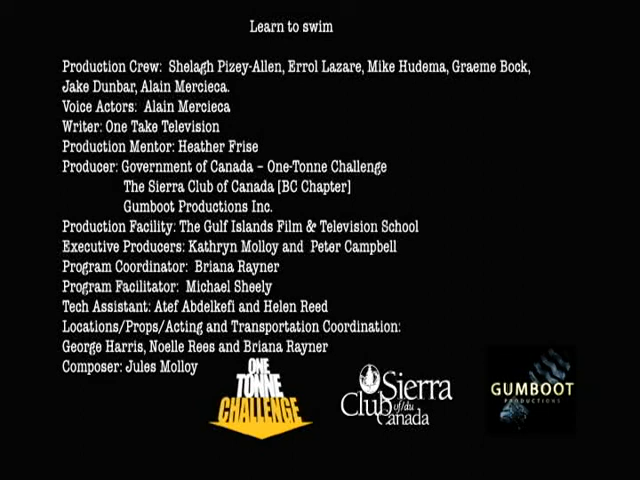 Learn to swim
Production Crew: Shelagh Pizey-Allen, Errol Lazare, Mike Hudema, Graeme Bock,
Jake Dunbar, Alain Mercieca.
Voice Actors: Alain Mercieca
Writer: One Take Television
Production Mentor: Heather Frise
Producer: Government of Canada – One-Tonne Challenge
The Sierra Club of Canada [BC Chapter]
Gumboot Productions Inc.
Production Facility: The Gulf Islands Film & Television School
Executive Producers: Kathryn Molloy and Peter Campbell
Program Coordinator: Briana Rayner
Program Facilitator: Michael Sheely
Tech Assistant: Atef Abdelkefi and Helen Reed
Locations/Props/Acting and Transportation Coordination:
George Harris, Noelle Rees and Briana Rayner
Composer: Jules Molloy
ONE
TONNE
CHALLENGE
Sierra
Club of/du
Canada
GUMBOOT
PRODUCTIONS